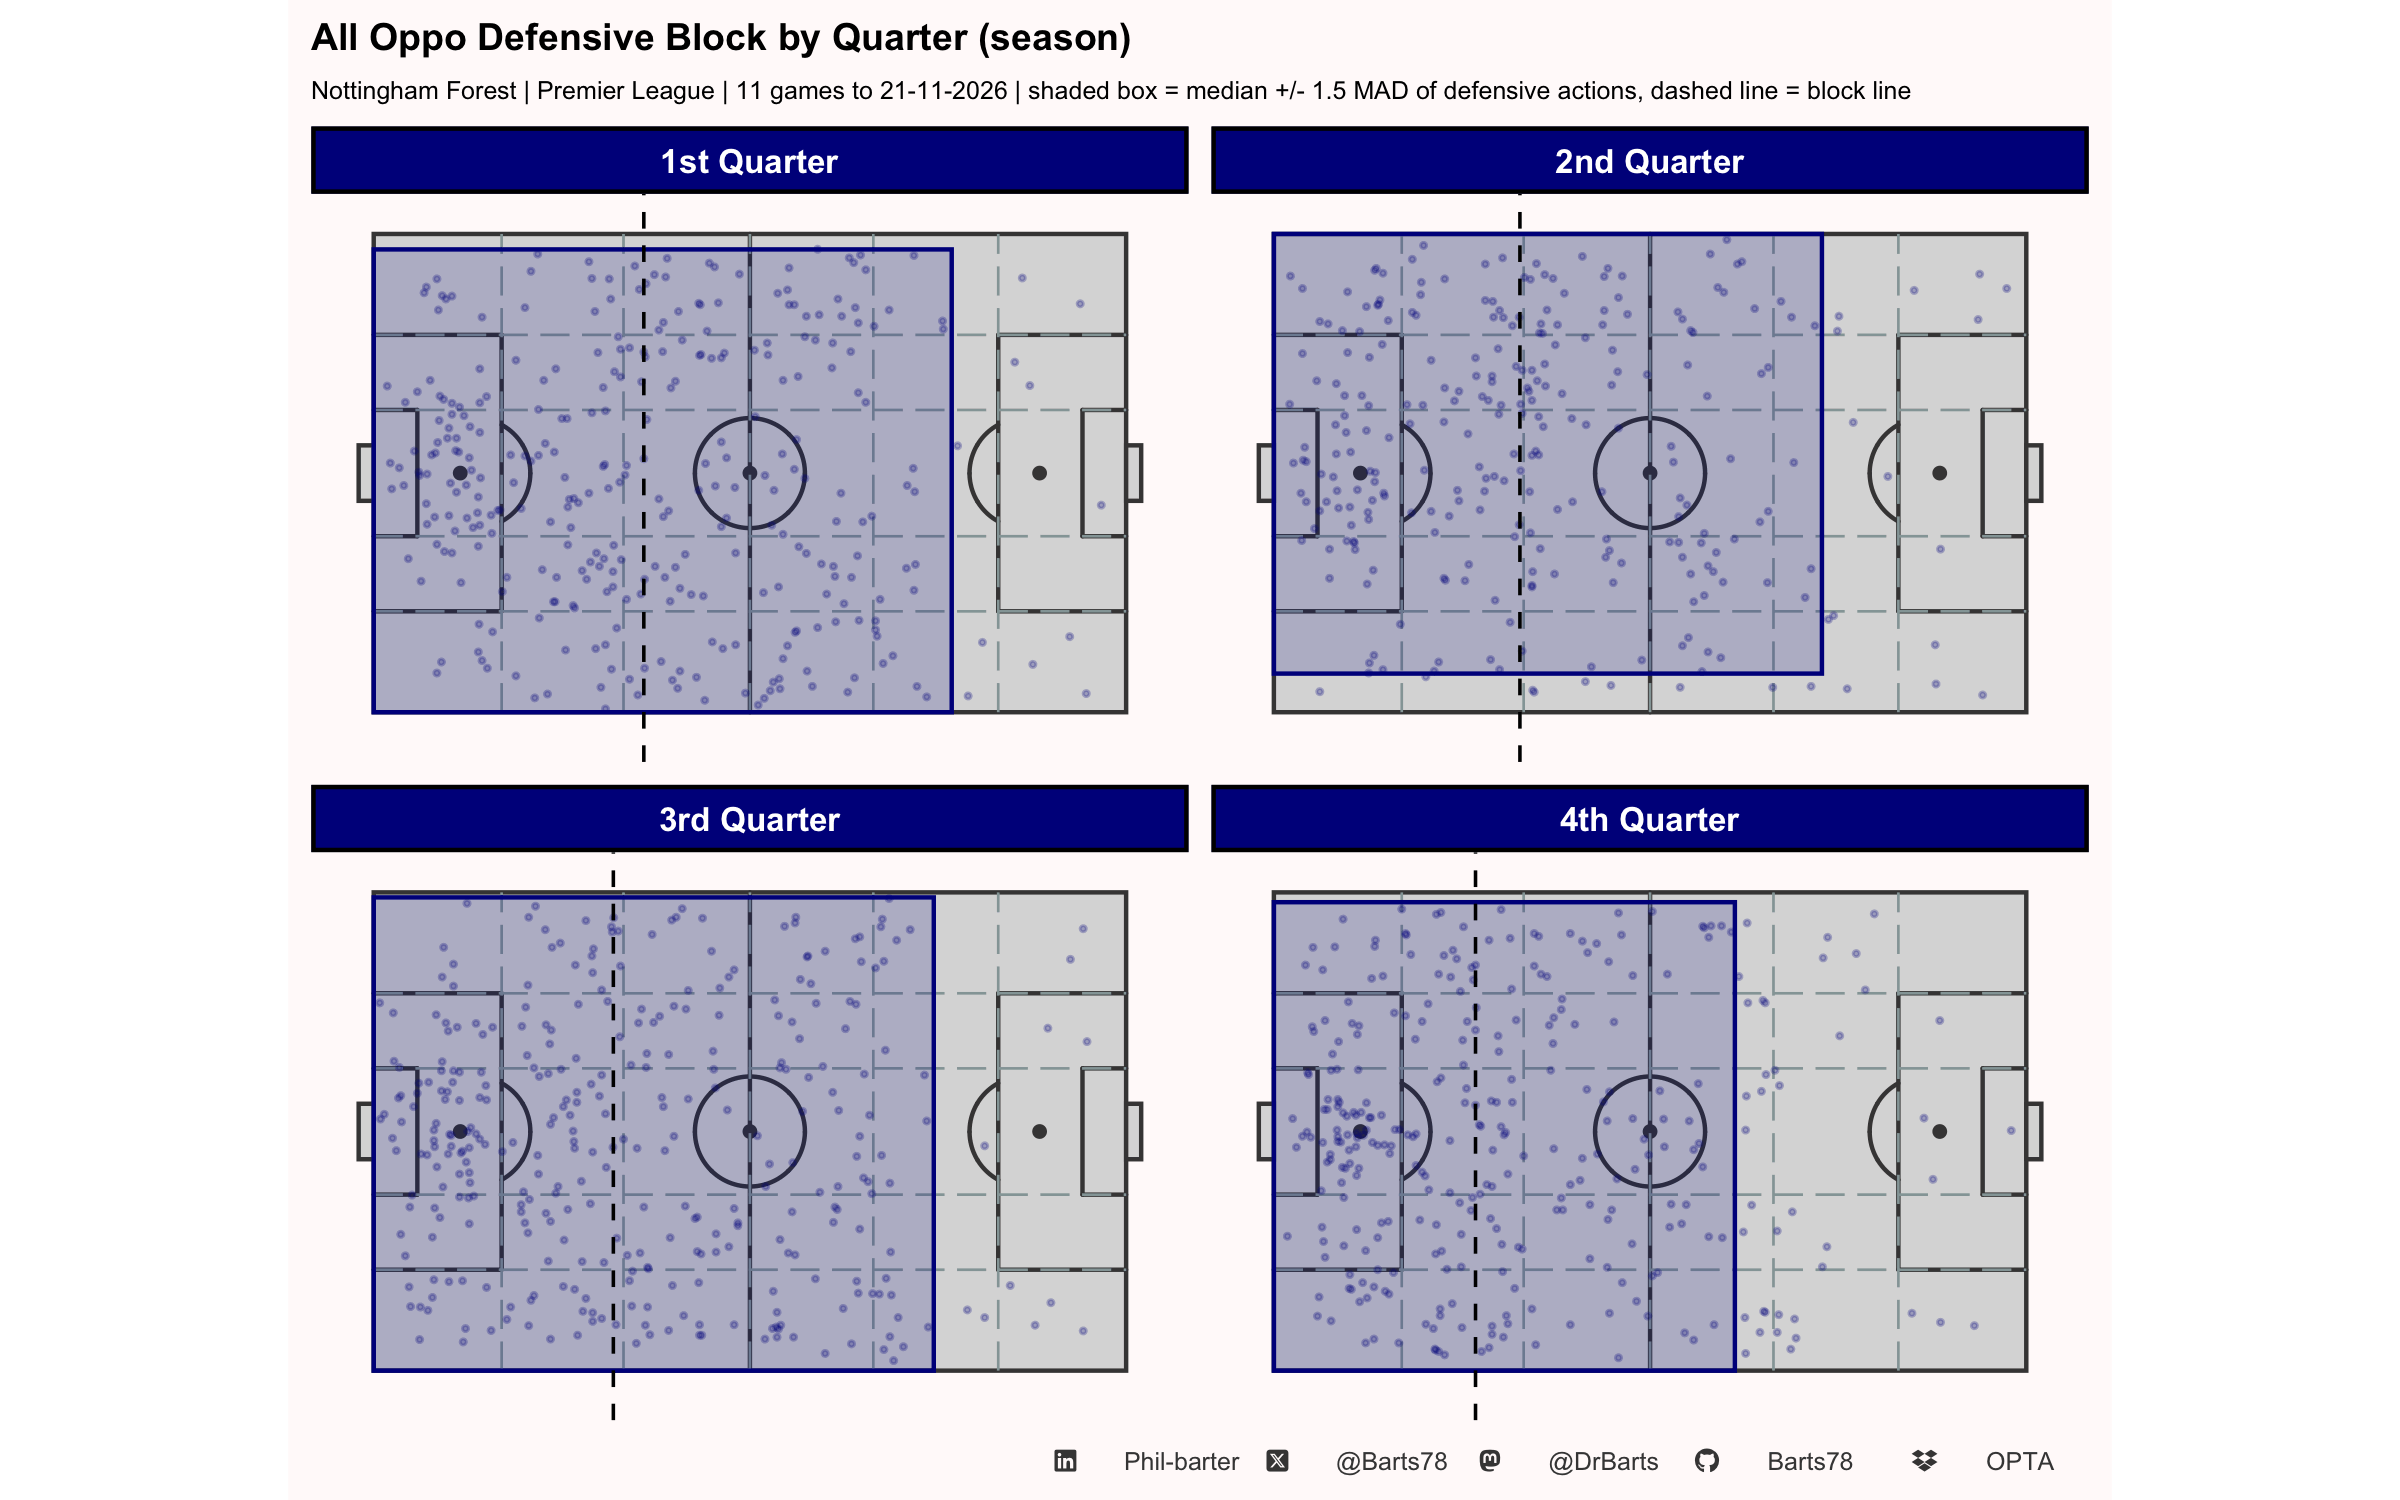 All Oppo Defensive Block by Quarter (season)
Nottingham Forest | Premier League | 11 games to 21-11-2026 | shaded box = median +/- 1.5 MAD of defensive actions, dashed line = block line
1st Quarter
2nd Quarter
3rd Quarter
4th Quarter
Phil-barter @Barts78 @DrBarts Barts78 OPTA